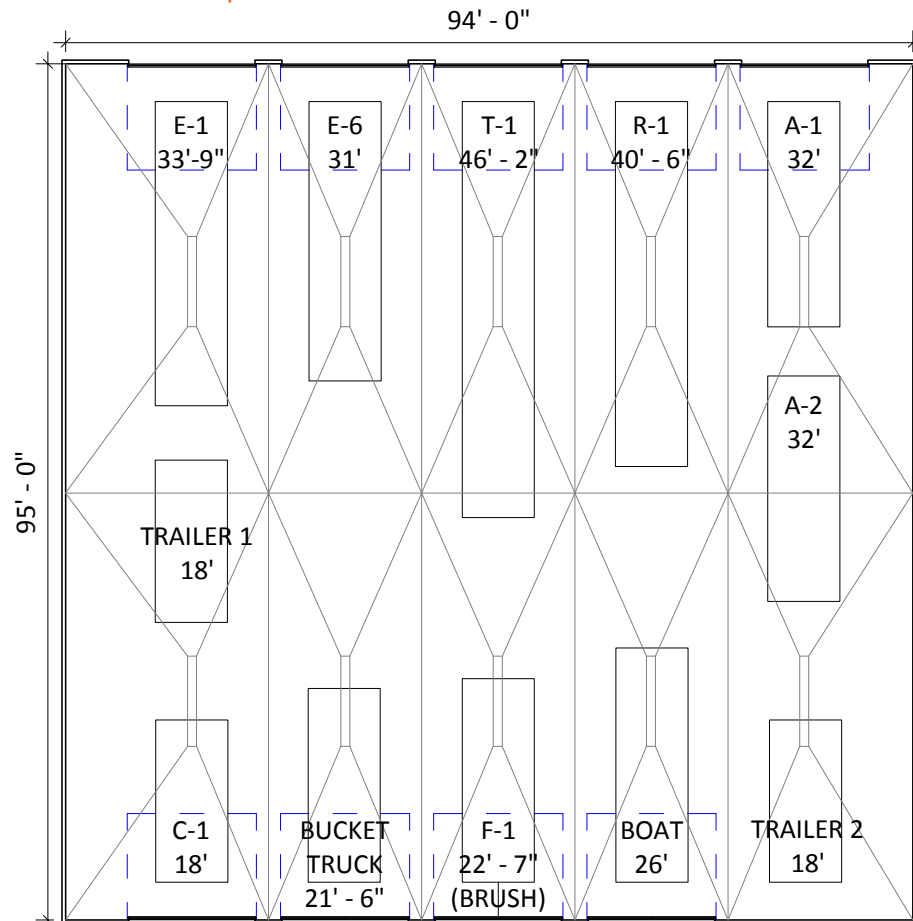 94' - 0"
E-1
33'-9"
E-6
31'
T-1
46' - 2"
R-1
40' - 6"
A-1
32'
A-2
32'
95' - 0"
TRAILER 1
18'
C-1
18'
BUCKET
TRUCK
21' - 6"
F-1
22' - 7"
(BRUSH)
BOAT
26'
TRAILER 2
18'